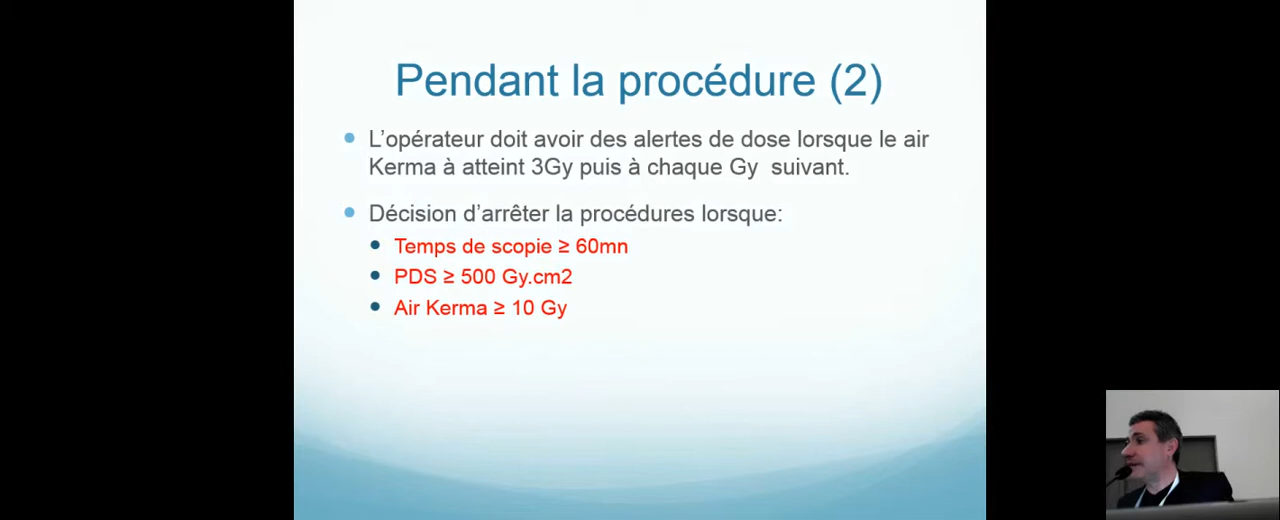 Pendant la procédure (2)
L’opérateur doit avoir des alertes de dose lorsque le air
Kerma à atteint 3Gy puis à chaque Gy suivant.
Décision d’arrêter la procédures lorsque:
Temps de scopie ≥ 60mn
PDS ≥ 500 Gy.cm2
Air Kerma ≥ 10 Gy